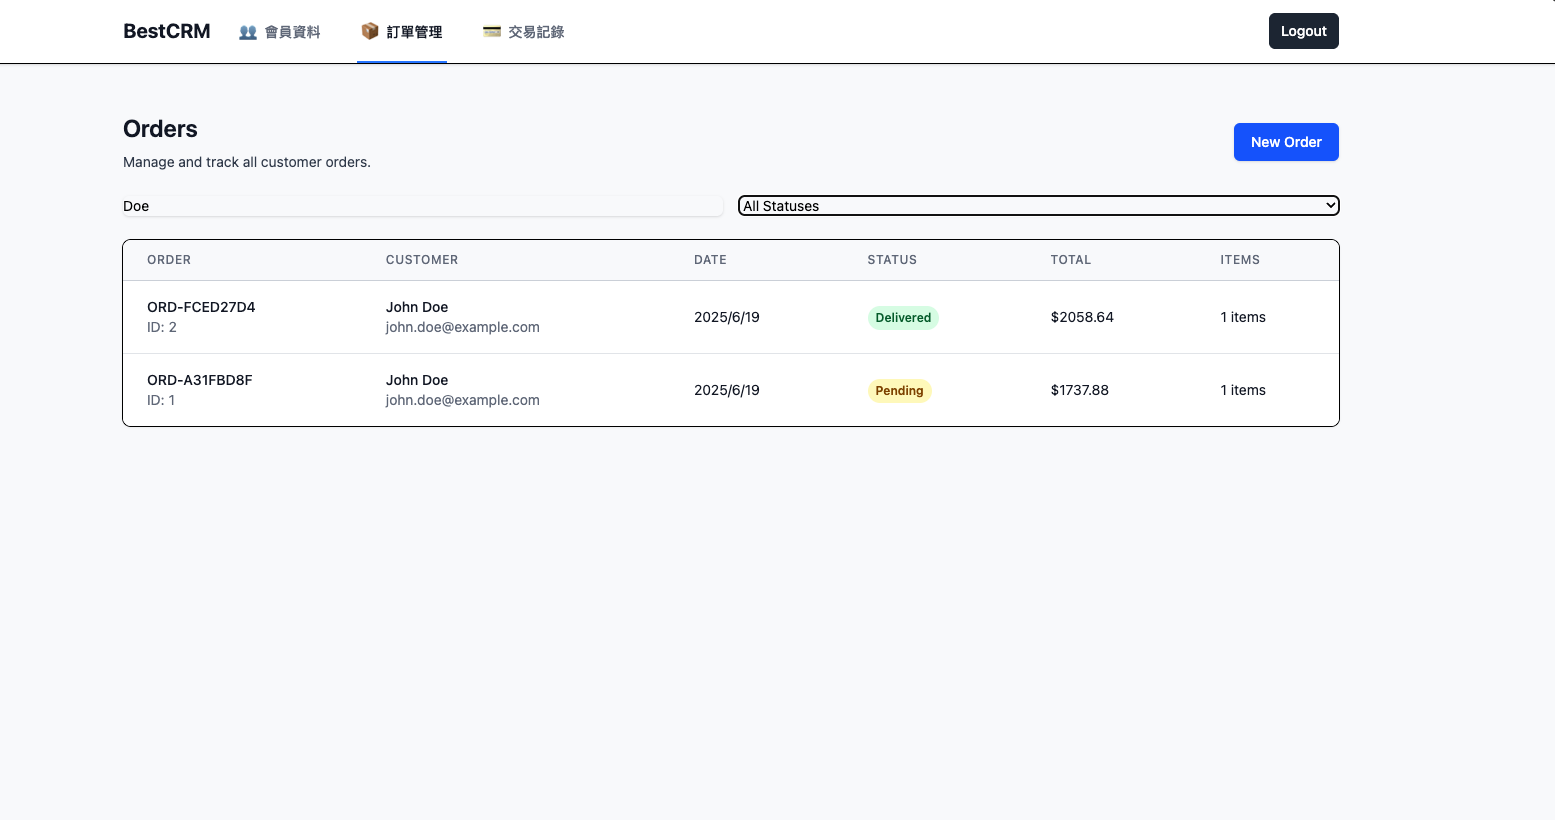 BestCRM 👥 會員資料 📦 訂單管理 💳 交易記錄 Logout
Orders
New Order
Manage and track all customer orders.
Doe All Statuses
ORDER CUSTOMER DATE STATUS TOTAL ITEMS
ORD-FCED27D4 John Doe
2025/6/19 Delivered $2058.64 1 items
ID: 2 john.doe@example.com
ORD-A31FBD8F John Doe
2025/6/19 Pending $1737.88 1 items
ID: 1 john.doe@example.com